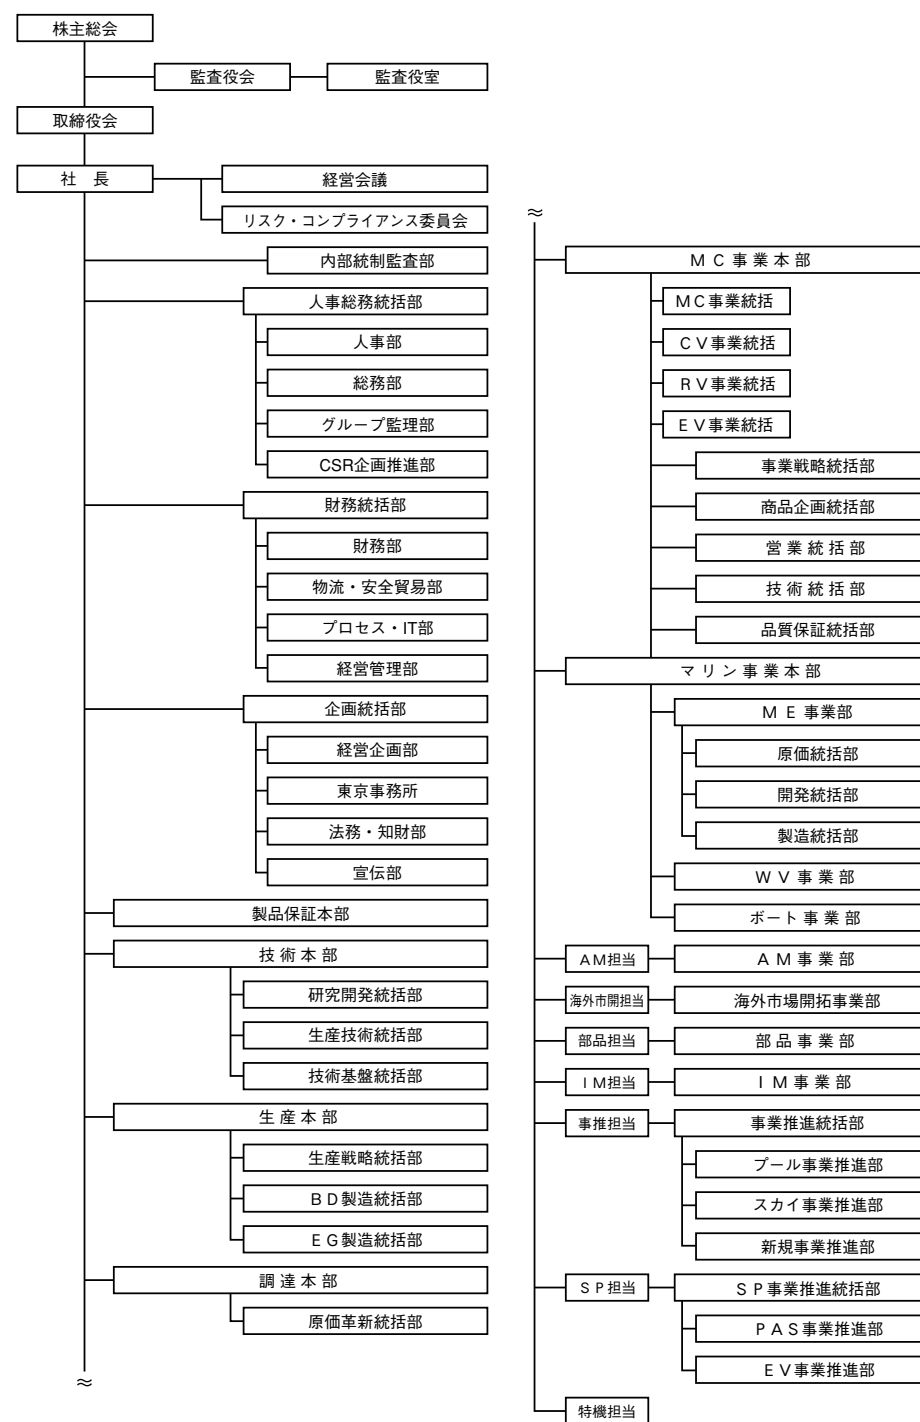 株主総会
監査役会
監査役室
取締役会
社　長
経営会議
リスク・コンプライアンス委員会
内部統制監査部
人事総務統括部
人事部
総務部
グループ監理部
CSR企画推進部
財務統括部
財務部
物流・安全貿易部
プロセス・IT部
経営管理部
企画統括部
経営企画部
東京事務所
法務・知財部
宣伝部
製品保証本部
技 術 本 部
研究開発統括部
生産技術統括部
技術基盤統括部
生 産 本 部
生産戦略統括部
ＢＤ製造統括部
ＥＧ製造統括部
調 達 本 部
原価革新統括部
≈
≈
ＭＣ 事 業 本 部
ＭＣ事業統括
ＣＶ事業統括
ＲＶ事業統括
ＥＶ事業統括
事業戦略統括部
商品企画統括部
営 業 統 括 部
技 術 統 括 部
品質保証統括部
マ リ ン 事 業 本 部
ＭＥ 事 業 部
原価統括部
開発統括部
製造統括部
ＷＶ 事 業 部
ボート 事 業 部
ＡＭ担当
ＡＭ 事 業 部
海外市開担当
海外市場開拓事業部
部品担当
部 品 事 業 部
ＩＭ担当
ＩＭ 事 業 部
事推担当
事業推進統括部
プール事業推進部
スカイ事業推進部
新規事業推進部
ＳＰ担当
ＳＰ事業推進統括部
ＰＡＳ事業推進部
ＥＶ事業推進部
特機担当